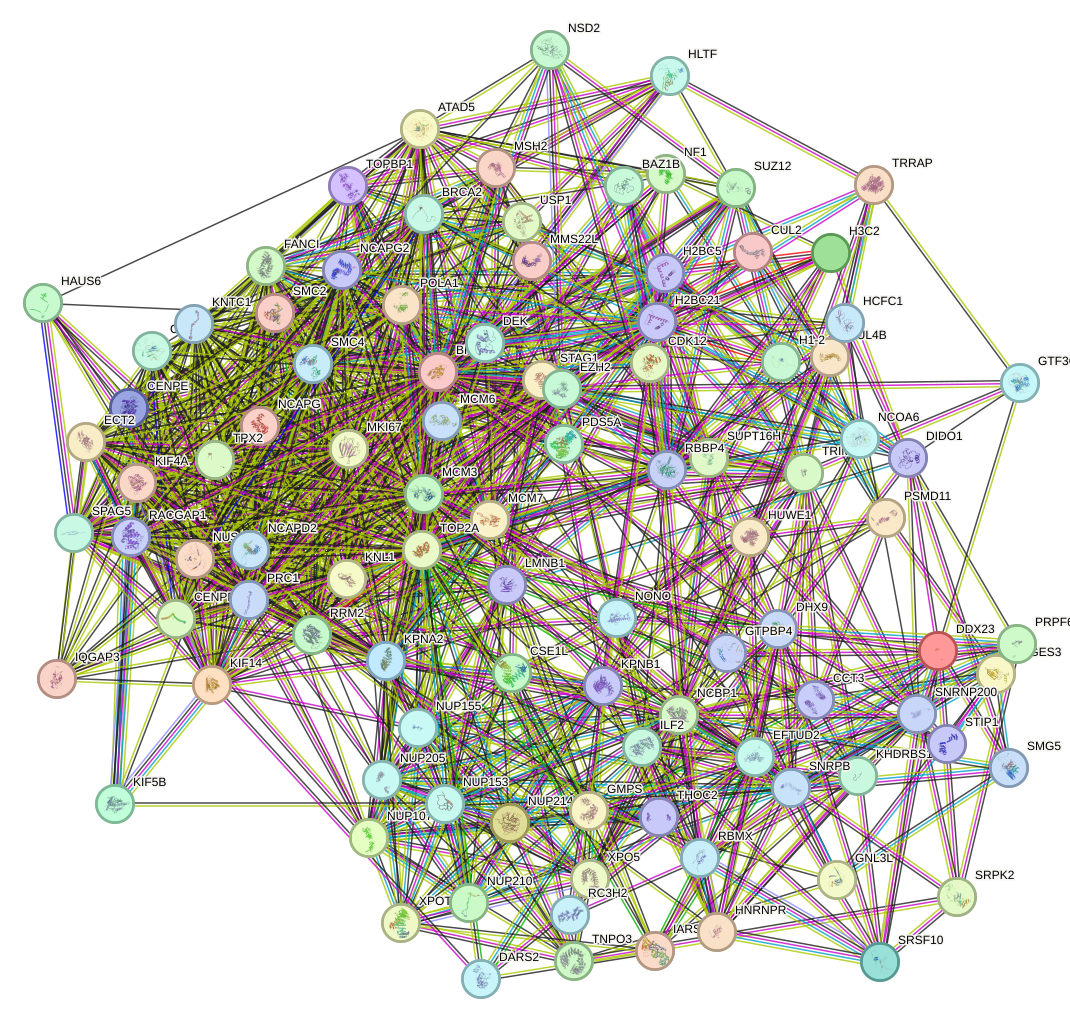 NSD2
HLTF
ATAD5
MSH2
NF1
BAZ1B
TOPBP1
SUZ12
TRRAP
BRCA2
USP1
CUL2
H3C2
FANCI
NCAPG2
MMS22L
H2BC5
HAUS6
POLA1
SMC2
KNTC1
H2BC21
HCFC1
DEK
CDK12
H1-2
UL4B
SMC4
STAG1
EZH2
GTF3
CENPE
MCM6
NCAPG
NCOA6
ECT2
MKI67
PDS5A
SUPT16H
DIDO1
TPX2
RBBP4
TRI
KIF4A
MCM3
PSMD11
MCM7
SPAG5
RACGAP1
HUWE1
NCAPD2
TOP2A
NUS
KNL1
LMNB1
PRC1
CENP
RRM2
NONO
DHX9
PRPF6
DDX23
GTPBP4
KPNA2
CSE1L
GES3
IQGAP3
KIF14
KPNB1
CCT3
NCBP1
SNRNP200
NUP155
ILF2
EFTUD2
STIP1
SMG5
NUP205
SNRPB
KHDRBS1
KIF5B
NUP153
NUP214
GMPS
THOC2
NUP107
RBMX
XPO5
GNL3L
NUP210
RC3H2
SRPK2
XPOT
HNRNPR
IARS
TNPO3
SRSF10
DARS2